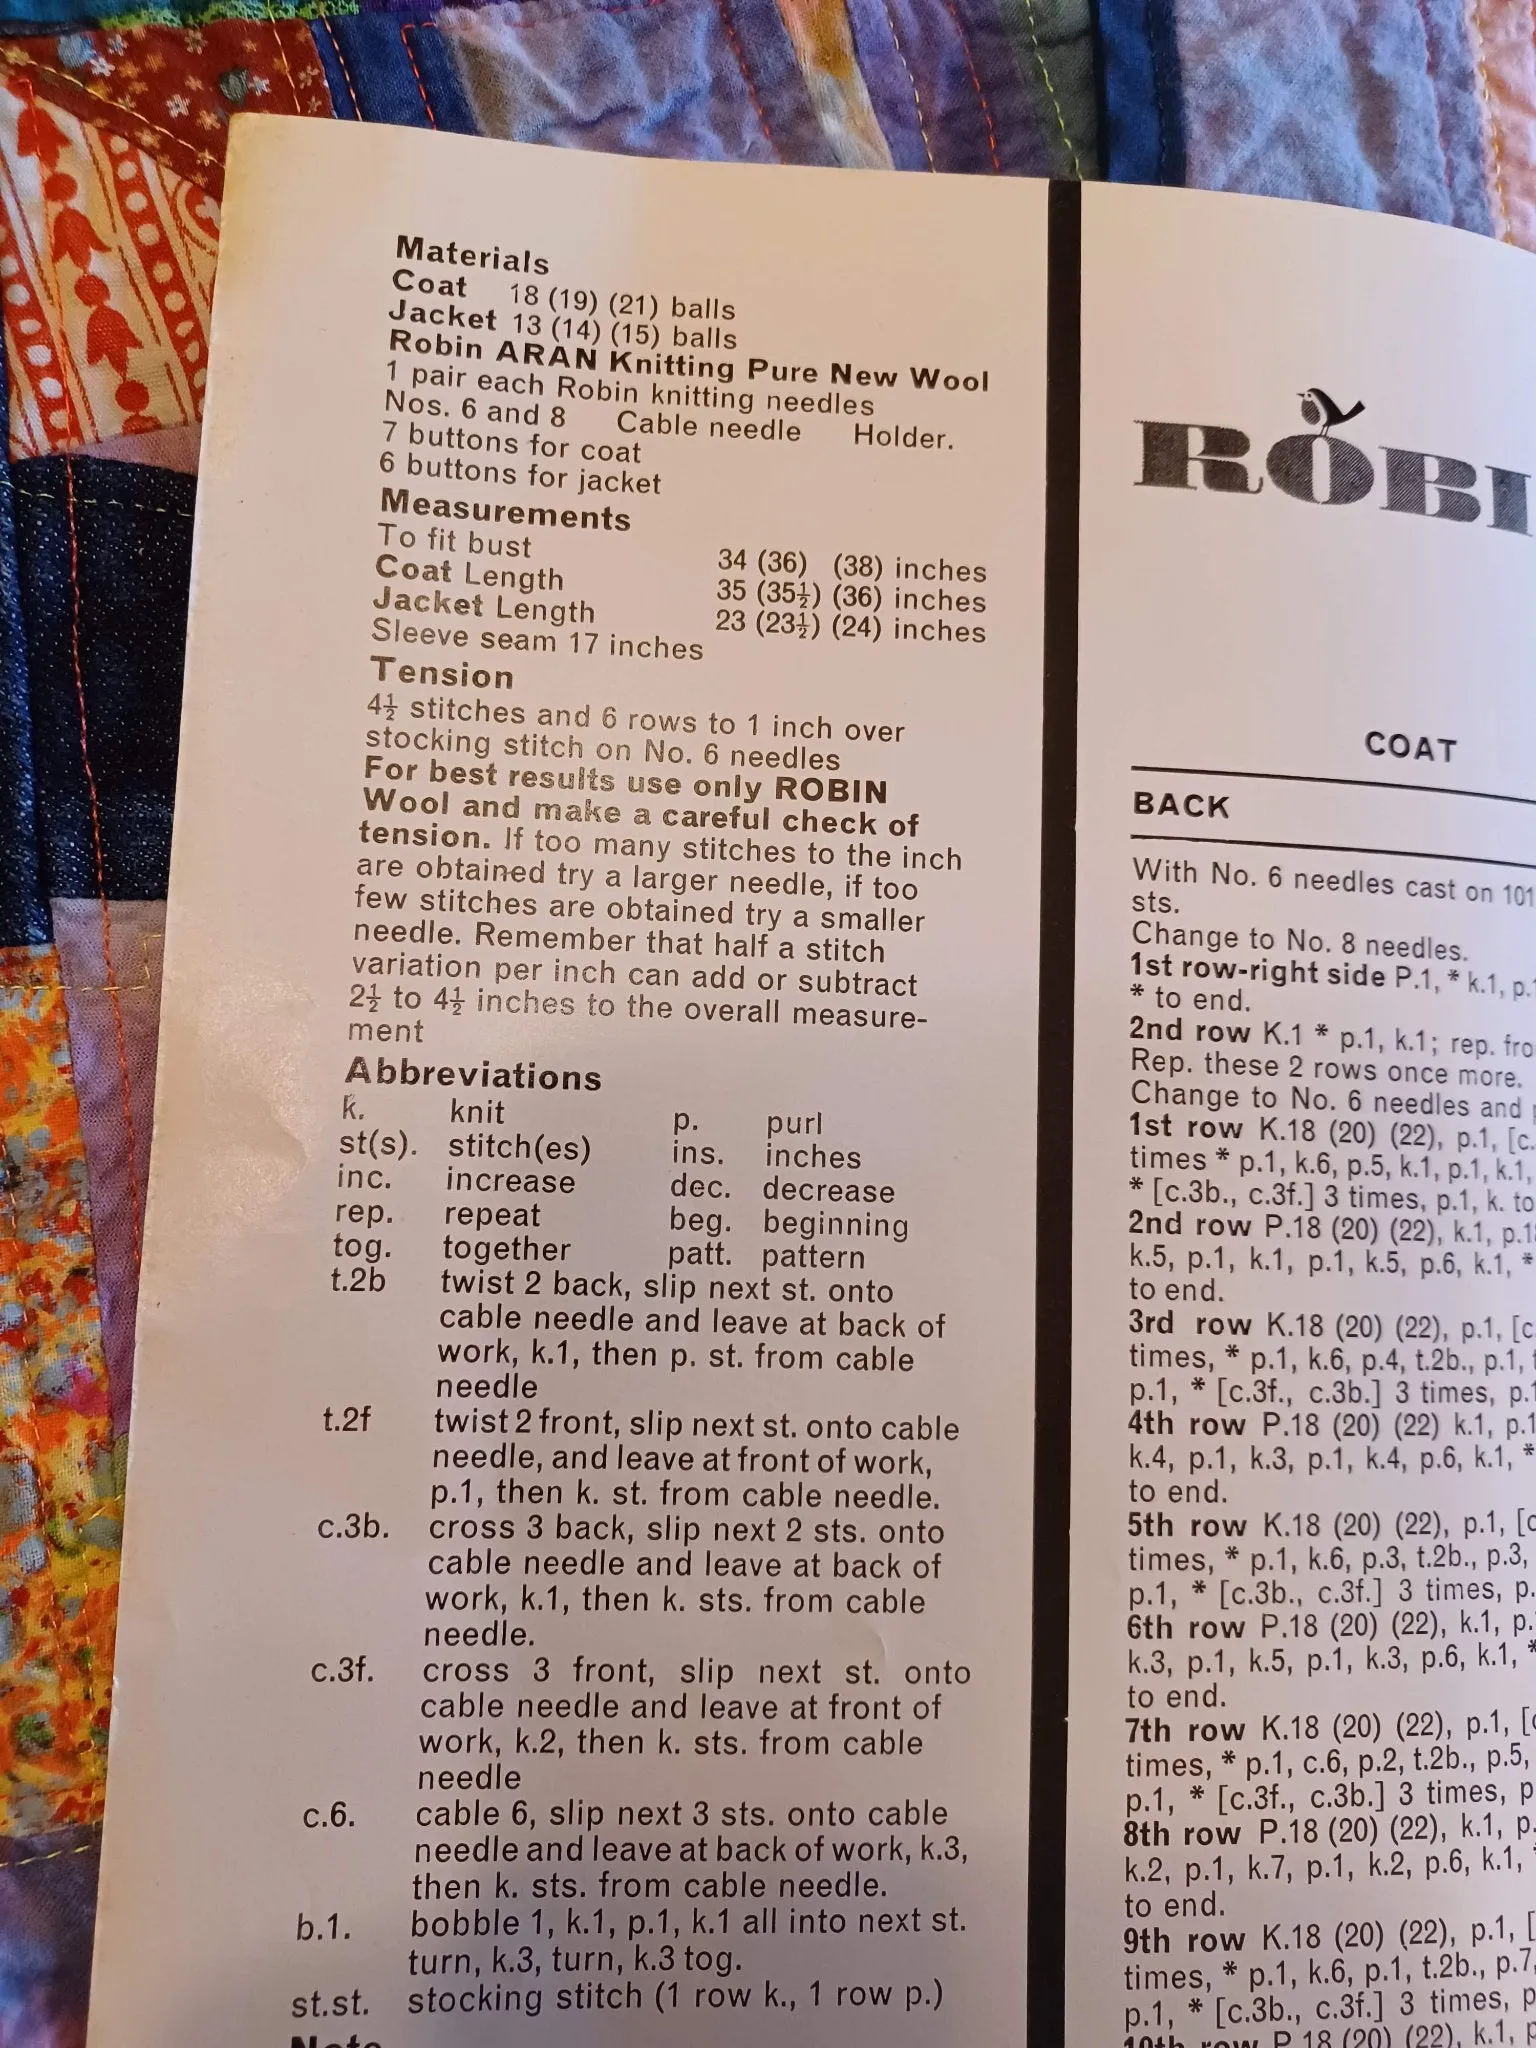 Materials
Coat 18 (19) (21) balls
Jacket 13 (14) (15) balls
Robin ARAN Knitting Pure New Wool
1 pair each Robin knitting needles
Nos. 6 and 8 Cable needle Holder.
7 buttons for coat
6 buttons for jacket
Measurements
To fit bust 34 (36) (38) inches
Coat Length 35 (35½) (36) inches
Jacket Length 23 (23½) (24) inches
Sleeve seam 17 inches
Tension
4½ stitches and 6 rows to 1 inch over
stocking stitch on No. 6 needles
For best results use only ROBIN
Wool and make a careful check of
tension. If too many stitches to the inch
are obtained try a larger needle, if too
few stitches are obtained try a smaller
needle. Remember that half a stitch
variation per inch can add or subtract
2½ to 4½ inches to the overall measure-
ment
Abbreviations
k. knit p. purl
st(s). stitch(es) ins. inches
inc. increase dec. decrease
rep. repeat beg. beginning
tog. together patt. pattern
t.2b twist 2 back, slip next st. onto
cable needle and leave at back of
work, k.1, then p. st. from cable
needle
t.2f twist 2 front, slip next st. onto cable
needle, and leave at front of work,
p.1, then k. st. from cable needle.
c.3b. cross 3 back, slip next 2 sts. onto
cable needle and leave at back of
work, k.1, then k. sts. from cable
needle.
c.3f. cross 3 front, slip next st. onto
cable needle and leave at front of
work, k.2, then k. sts. from cable
needle
c.6. cable 6, slip next 3 sts. onto cable
needle and leave at back of work, k.3,
then k. sts. from cable needle.
b.1. bobble 1, k.1, p.1, k.1 all into next st.
turn, k.3, turn, k.3 tog.
st.st. stocking stitch (1 row k., 1 row p.)
Note
ROBI
COAT
BACK
With No. 6 needles cast on 101
sts.
Change to No. 8 needles.
1st row-right side P.1, * k.1, p.1
* to end.
2nd row K.1 * p.1, k.1; rep. fro
Rep. these 2 rows once more.
Change to No. 6 needles and
1st row K.18 (20) (22), p.1, [c.
times * p.1, k.6, p.5, k.1, p.1, k.1,
* [c.3b., c.3f.] 3 times, p.1, k. to
2nd row P.18 (20) (22), k.1, p.18
k.5, p.1, k.1, p.1, k.5, p.6, k.1, *
to end.
3rd row K.18 (20) (22), p.1, [c
times, * p.1, k.6, p.4, t.2b., p.1,
p.1, * [c.3f., c.3b.] 3 times, p.1
4th row P.18 (20) (22) k.1, p.1
k.4, p.1, k.3, p.1, k.4, p.6, k.1, *
to end.
5th row K.18 (20) (22), p.1, [c
times, * p.1, k.6, p.3, t.2b., p.3,
p.1, * [c.3b., c.3f.] 3 times, p.
6th row P.18 (20) (22), k.1, p.
k.3, p.1, k.5, p.1, k.3, p.6, k.1, *
to end.
7th row K.18 (20) (22), p.1, [c
times, * p.1, c.6, p.2, t.2b., p.5,
p.1, * [c.3f., c.3b.] 3 times, p
8th row P.18 (20) (22), k.1, p.
k.2, p.1, k.7, p.1, k.2, p.6, k.1, *
to end.
9th row K.18 (20) (22), p.1, [
times, * p.1, k.6, p.1, t.2b., p.7,
p.1, * [c.3b., c.3f.] 3 times, p
10th row P.18 (20) (22), k.1, p